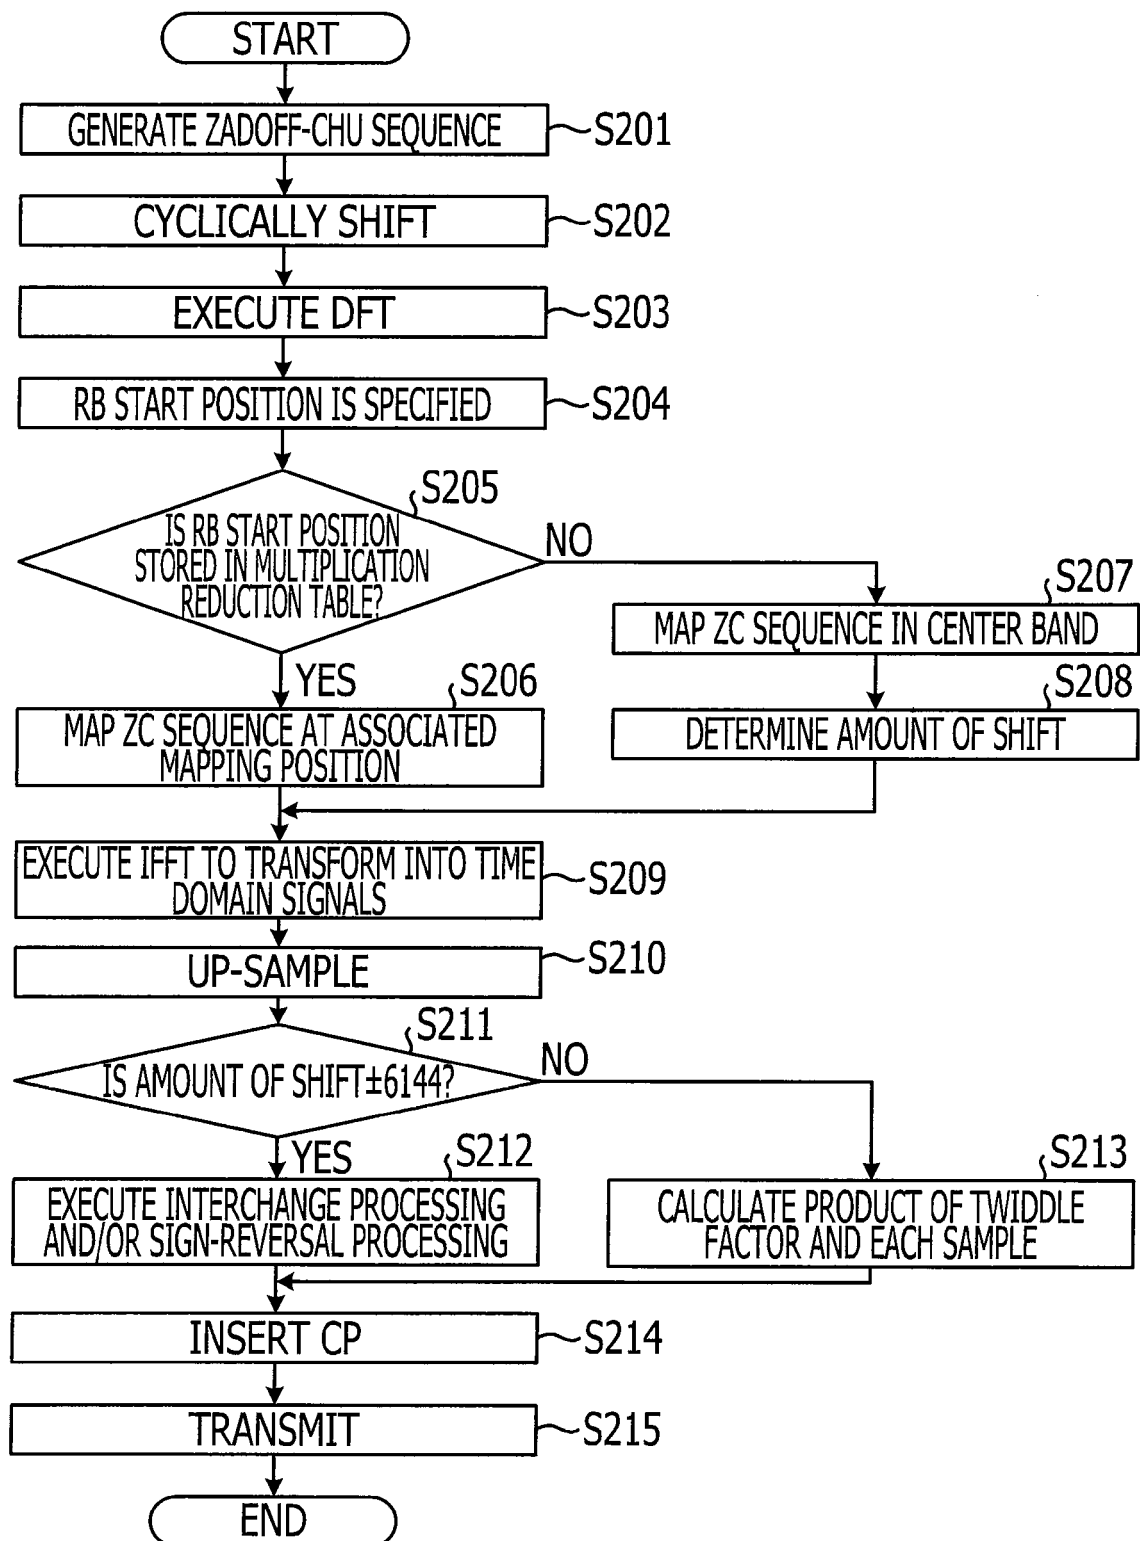 START
GENERATE ZADOFF-CHU SEQUENCE
S201
CYCLICALLY SHIFT
S202
EXECUTE DFT
S203
RB START POSITION IS SPECIFIED
S204
S205
IS RB START POSITION
STORED IN MULTIPLICATION
REDUCTION TABLE?
NO
YES
S207
MAP ZC SEQUENCE IN CENTER BAND
S206
MAP ZC SEQUENCE AT ASSOCIATED
MAPPING POSITION
S208
DETERMINE AMOUNT OF SHIFT
EXECUTE IFFT TO TRANSFORM INTO TIME
DOMAIN SIGNALS
S209
UP-SAMPLE
S210
S211
IS AMOUNT OF SHIFT±6144?
NO
YES
S212
EXECUTE INTERCHANGE PROCESSING
AND/OR SIGN-REVERSAL PROCESSING
S213
CALCULATE PRODUCT OF TWIDDLE
FACTOR AND EACH SAMPLE
INSERT CP
S214
TRANSMIT
S215
END